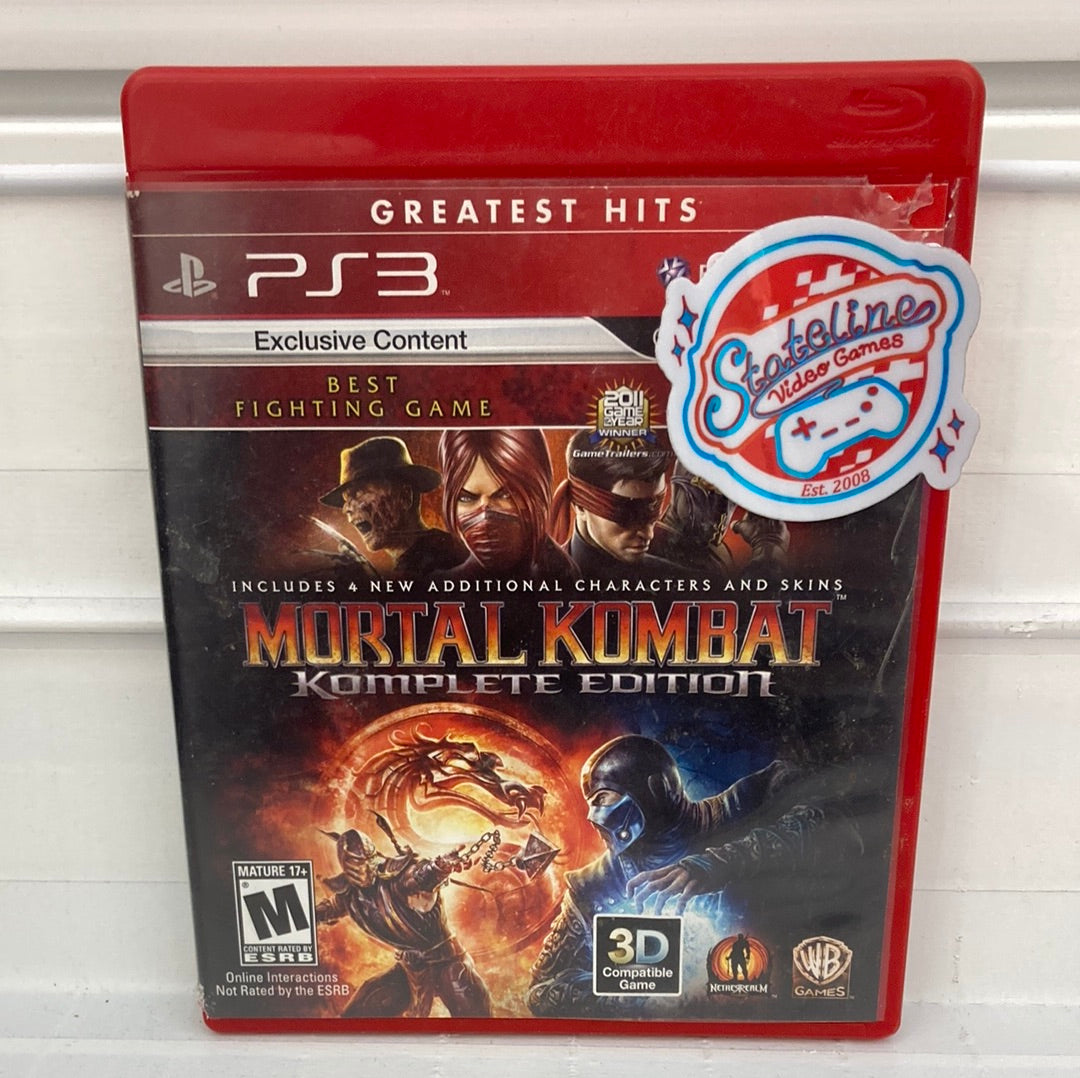 GREATEST HITS
PS3
Exclusive Content
BEST
FIGHTING GAME
2011
GAME
OF THE
YEAR
WINNER
GameTrailers.com
Stateline
Video Games
Est. 2008
INCLUDES 4 NEW ADDITIONAL CHARACTERS AND SKINS
MORTAL KOMBAT™
KOMPLETE EDITION
MATURE 17+
M
CONTENT RATED BY
ESRB
Online Interactions
Not Rated by the ESRB
3D
Compatible
Game
NETHERREALM
WB
GAMES